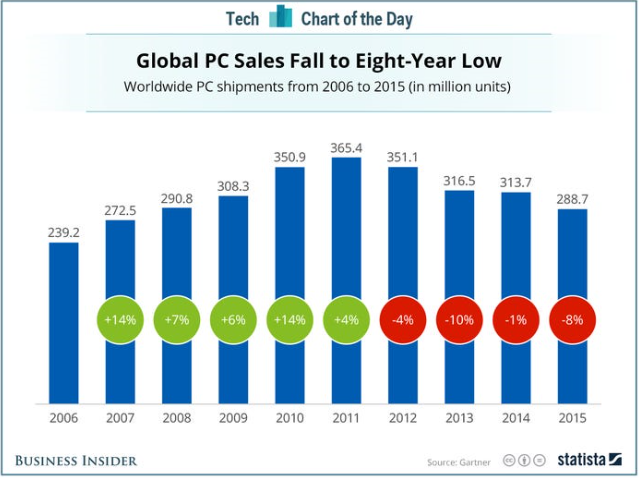 Tech Chart of the Day
Global PC Sales Fall to Eight-Year Low
Worldwide PC shipments from 2006 to 2015 (in million units)
239.2 272.5 290.8 308.3 350.9 365.4 351.1 316.5 313.7 288.7
+14% +7% +6% +14% +4% -4% -10% -1% -8%
2006 2007 2008 2009 2010 2011 2012 2013 2014 2015
BUSINESS INSIDER Source: Gartner cc statista